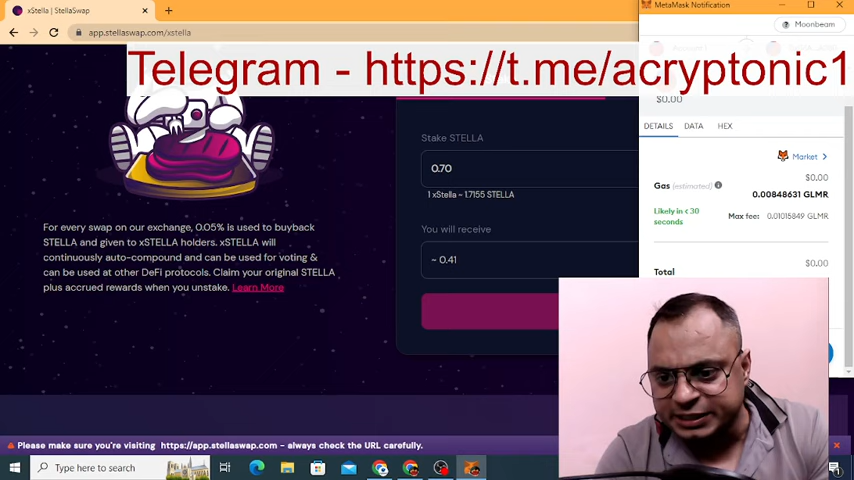 xStella | StellaSwap
app.stellaswap.com/xstella
MetaMask Notification
Moonbeam
Telegram - https://t.me/acryptonic1
$0.00
DETAILS
DATA
HEX
Market
$0.00
Gas (estimated)
0.00848631 GLMR
Likely in < 30
seconds
Max fee: 0.01015849 GLMR
$0.00
Total
Stake STELLA
0.70
1 xStella ~ 1.7155 STELLA
You will receive
~ 0.41
For every swap on our exchange, 0.05% is used to buyback
STELLA and given to xSTELLA holders. xSTELLA will
continuously auto-compound and can be used for voting &
can be used at other DeFi protocols. Claim your original STELLA
plus accrued rewards when you unstake. Learn More
Please make sure you're visiting https://app.stellaswap.com - always check the URL carefully.
Type here to search